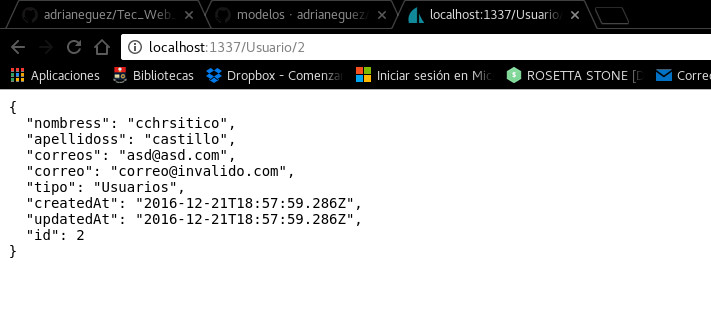 adrianeguez/Tec_Web
modelos · adrianeguez/
localhost:1337/Usuario
localhost:1337/Usuario/2
Aplicaciones Bibliotecas Dropbox - Comenza Iniciar sesión en Mic ROSETTA STONE [D Correo
{
"nombress": "cchrsitico",
"apellidoss": "castillo",
"correos": "asd@asd.com",
"correo": "correo@invalido.com",
"tipo": "Usuarios",
"createdAt": "2016-12-21T18:57:59.286Z",
"updatedAt": "2016-12-21T18:57:59.286Z",
"id": 2
}